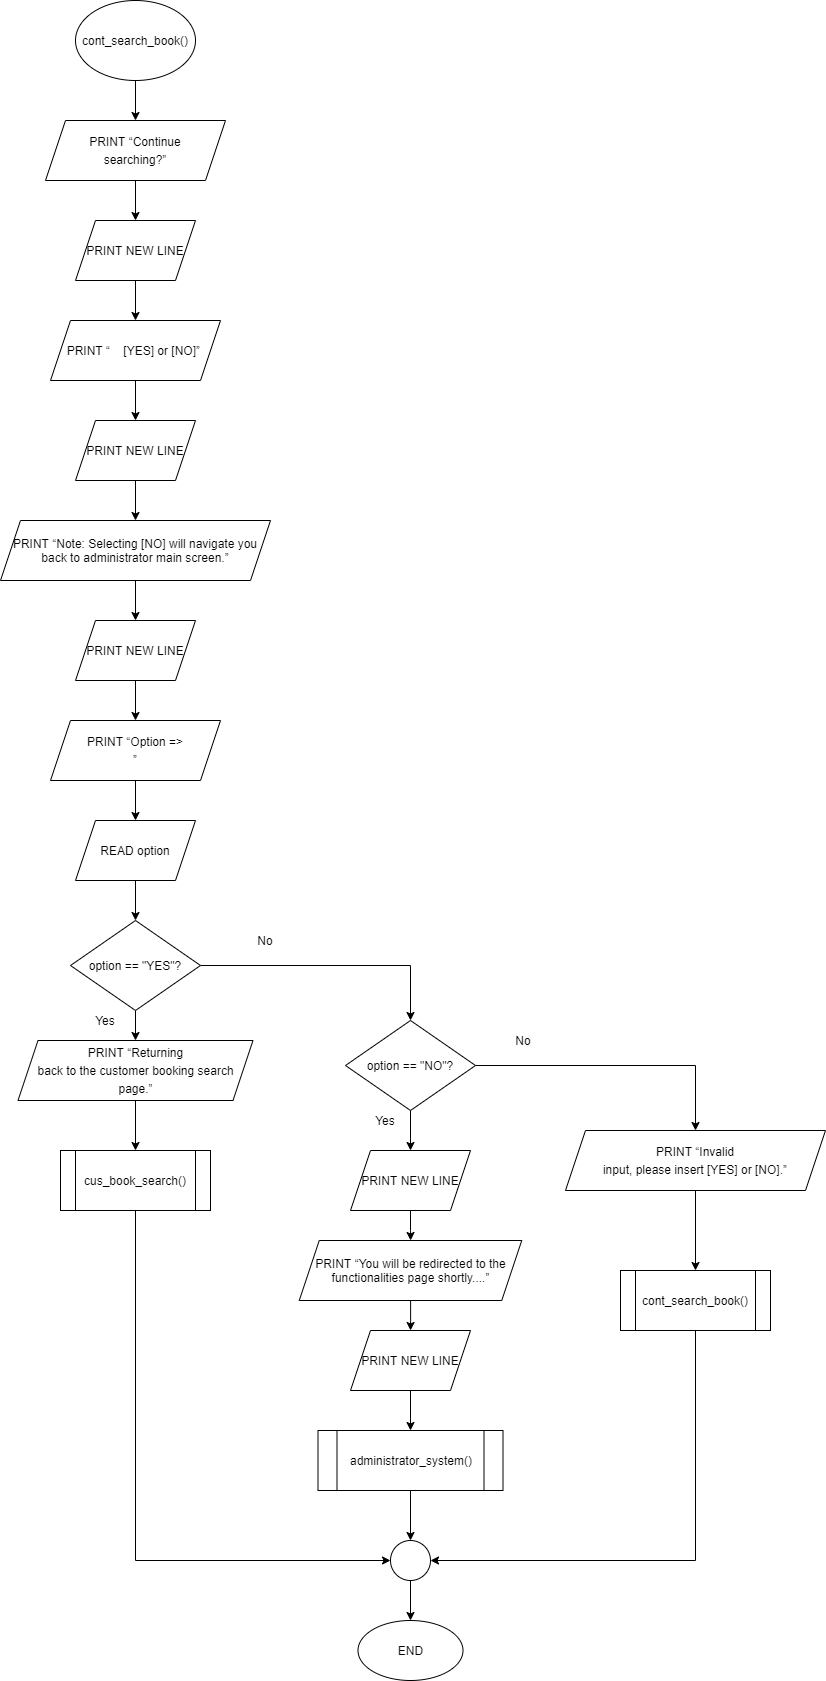 cont_search_book()
PRINT “Continue
searching?”
PRINT NEW LINE
PRINT “    [YES] or [NO]”
PRINT NEW LINE
PRINT “Note: Selecting [NO] will navigate you
back to administrator main screen.”
PRINT NEW LINE
PRINT “Option =>
”
READ option
option == "YES"?
No
Yes
PRINT “Returning
back to the customer booking search
page.”
cus_book_search()
option == "NO"?
No
Yes
PRINT NEW LINE
PRINT “You will be redirected to the
functionalities page shortly....”
PRINT NEW LINE
administrator_system()
PRINT “Invalid
input, please insert [YES] or [NO].”
cont_search_book()
END